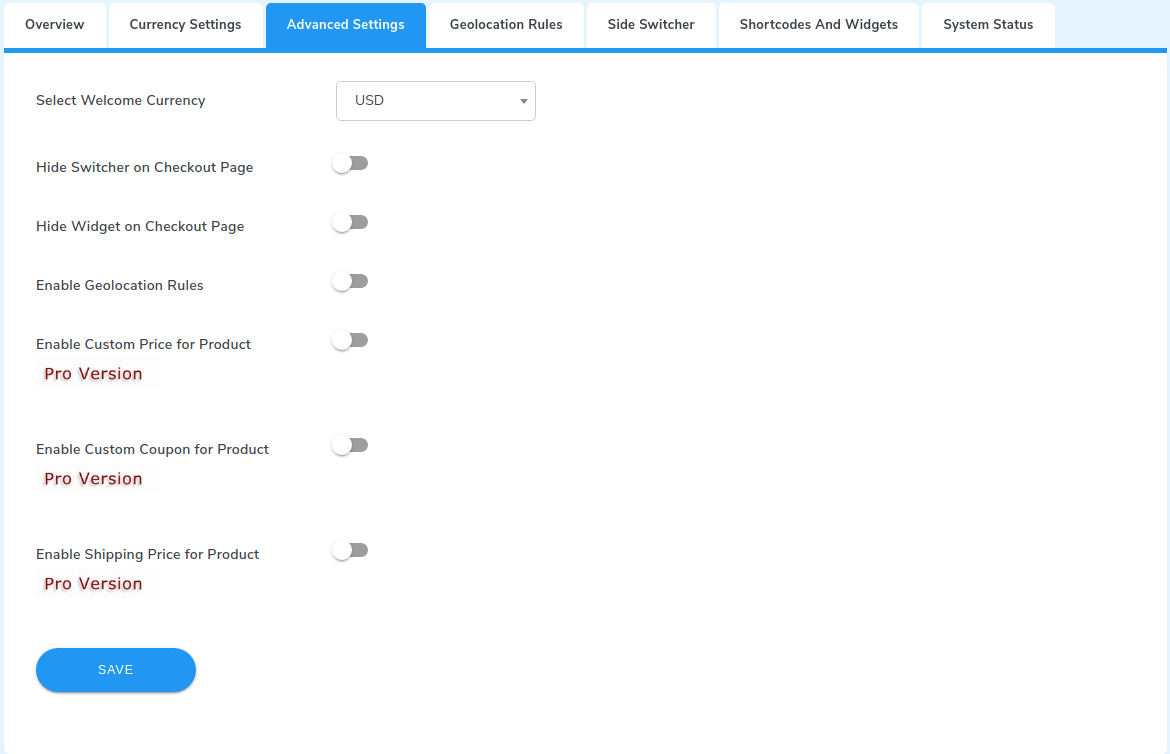 Overview
Currency Settings
Advanced Settings
Geolocation Rules
Side Switcher
Shortcodes And Widgets
System Status
Select Welcome Currency
USD
Hide Switcher on Checkout Page
Hide Widget on Checkout Page
Enable Geolocation Rules
Enable Custom Price for Product
Pro Version
Enable Custom Coupon for Product
Pro Version
Enable Shipping Price for Product
Pro Version
SAVE